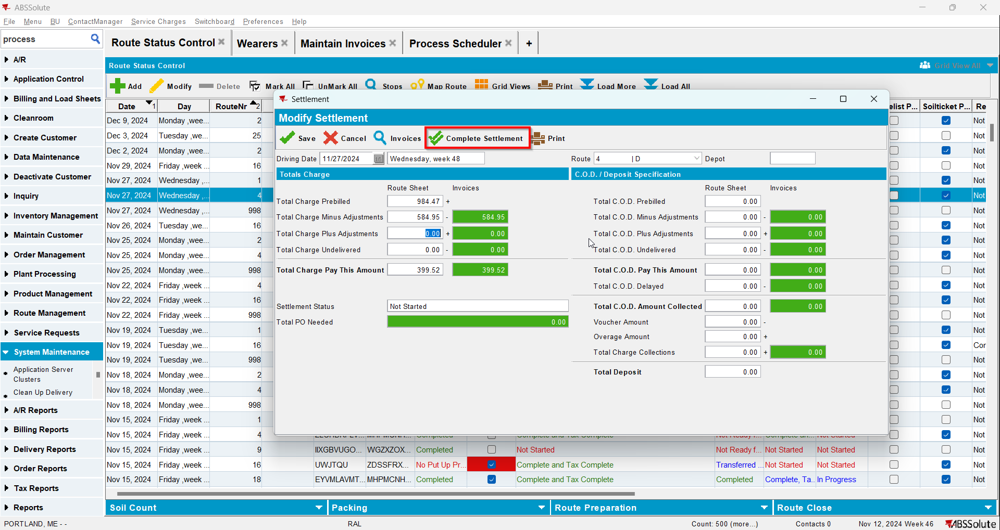 ABSSolute
File Menu BU ContactManager Service Charges Switchboard Preferences Help
process
Route Status Control Wearers Maintain Invoices Process Scheduler +
A/R
Application Control
Billing and Load Sheets
Cleanroom
Create Customer
Data Maintenance
Deactivate Customer
Inquiry
Inventory Management
Maintain Customer
Order Management
Plant Processing
Product Management
Route Management
Service Requests
System Maintenance
Application Server
Clusters
Clean Up Delivery
A/R Reports
Billing Reports
Delivery Reports
Order Reports
Tax Reports
Reports
Route Status Control Grid View All
Add Modify Delete Mark All UnMark All Stops Map Route Grid Views Print Load More Load All
Date 1 Day RouteNr 2 elist P... Soilticket P... Re
Dec 9, 2024 Monday ,wee... 2 Not
Dec 3, 2024 Tuesday ,we... 25 Not
Dec 2, 2024 Monday ,wee... 2 Not
Nov 29, 2024 Friday ,week ... 16 Not
Nov 27, 2024 Wednesday ,... 1 Not
Nov 27, 2024 Wednesday ,... 4 Not
Nov 27, 2024 Wednesday ,... 998 Not
Nov 26, 2024 Tuesday ,we... 16 Not
Nov 25, 2024 Monday ,wee... 2 Not
Nov 25, 2024 Monday ,wee... 4 Not
Nov 25, 2024 Monday ,wee... 998 Not
Nov 22, 2024 Friday ,week ... 4 Not
Nov 22, 2024 Friday ,week ... 16 Not
Nov 22, 2024 Friday ,week ... 998 Not
Nov 19, 2024 Tuesday ,we... 1 Not
Nov 19, 2024 Tuesday ,we... 16 Cor
Nov 19, 2024 Tuesday ,we... 998 Not
Nov 18, 2024 Monday ,wee... 2 Not
Nov 18, 2024 Monday ,wee... 4 Not
Nov 18, 2024 Monday ,wee... 998 Not
Nov 15, 2024 Friday ,week ... 1 Not
Nov 15, 2024 Friday ,week ... 4 Completed Complete and Tax Complete Not Ready f... Complete an... Not Started Not
Nov 15, 2024 Friday ,week ... 9 IIXGBVUGO... WGZXZOX... Completed Not Started Not Ready f... Not Started Not Started Not
Nov 15, 2024 Friday ,week ... 16 UWJTQU ZDSSFRX... No Put Up Pr... Complete and Tax Complete Transferred ... Not Started Not Started Not
Nov 15, 2024 Friday ,week ... 18 EYVMLAVMT... MHPMCNH... Completed Complete and Tax Complete Completed Complete, Ta.. In Progress Not
Settlement
Modify Settlement
Save Cancel Invoices Complete Settlement Print
Driving Date 11/27/2024 15 Wednesday, week 48 Route 4 | D Depot
Totals Charge
Route Sheet Invoices
Total Charge Prebilled 984.47 +
Total Charge Minus Adjustments 584.95 - 584.95
Total Charge Plus Adjustments 0.00 + 0.00
Total Charge Undelivered 0.00 - 0.00
Total Charge Pay This Amount 399.52 399.52
Settlement Status Not Started
Total PO Needed 0.00
C.O.D. / Deposit Specification
Route Sheet Invoices
Total C.O.D. Prebilled 0.00
Total C.O.D. Minus Adjustments 0.00 - 0.00
Total C.O.D. Plus Adjustments 0.00 + 0.00
Total C.O.D. Undelivered 0.00 - 0.00
Total C.O.D. Pay This Amount 0.00 0.00
Total C.O.D. Delayed 0.00 - 0.00
Total C.O.D. Amount Collected 0.00 0.00
Voucher Amount 0.00 -
Overage Amount 0.00 +
Total Charge Collections 0.00 + 0.00
Total Deposit 0.00
Soil Count Packing Route Preparation Route Close
PORTLAND, ME - - RAL Count: 500 (more...) Contacts 0 Nov 12, 2024 Week 46 ABSSolute